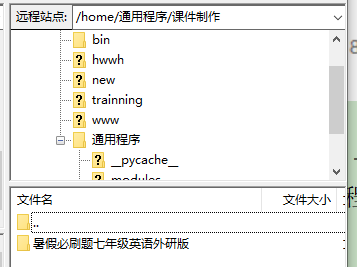 远程站点: /home/通用程序/课件制作
bin
? hwwh
? new
? trainning
? www
通用程序
? __pycache__
? modules
文件名 文件大小
..
暑假必刷题七年级英语外研版